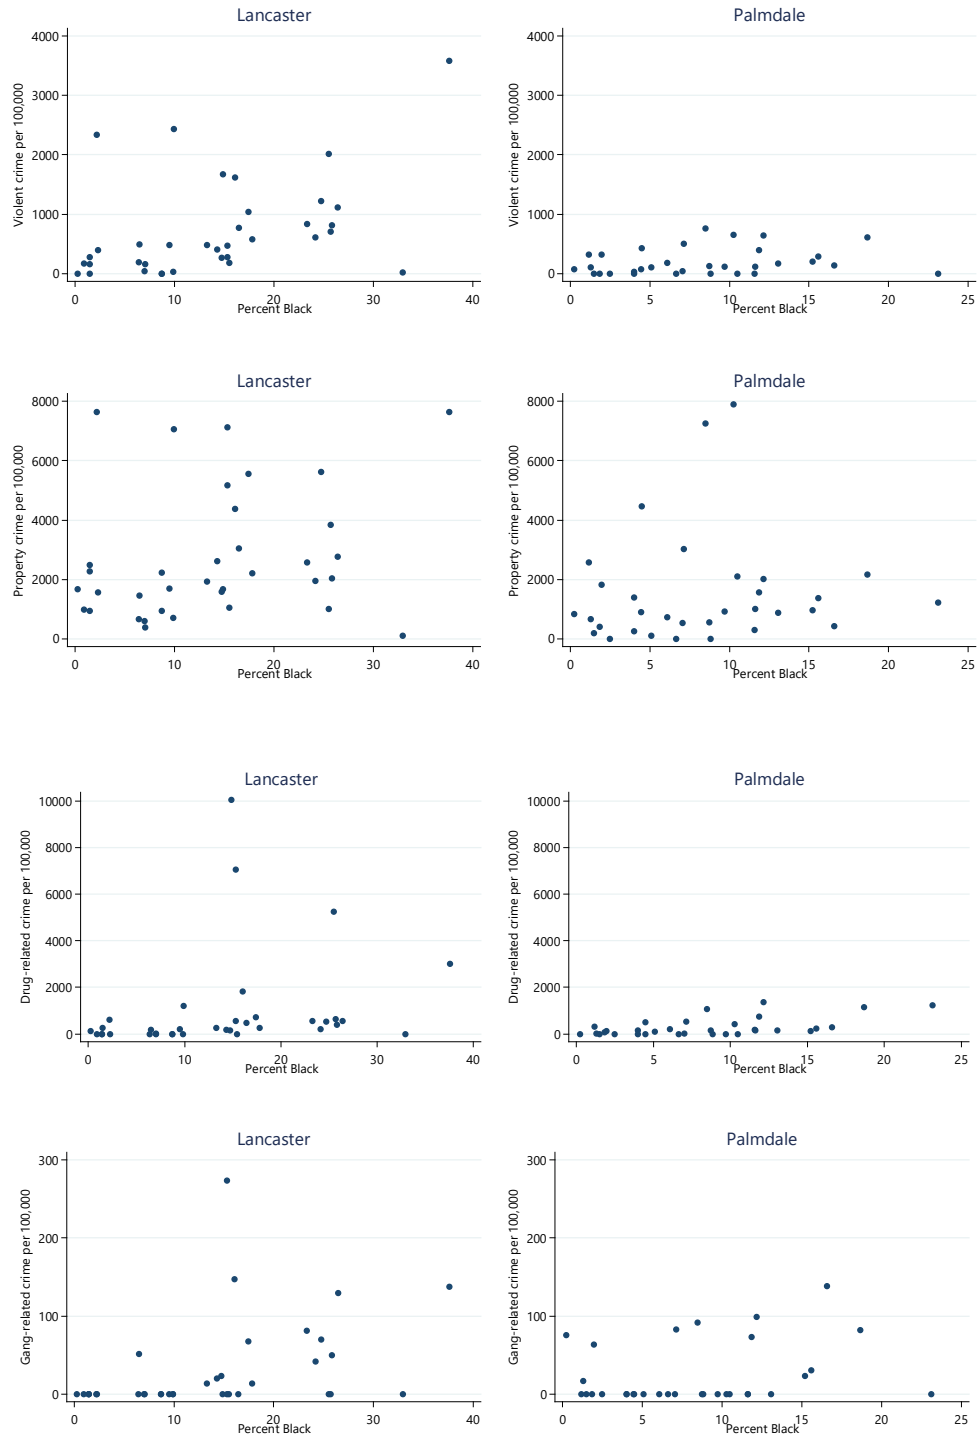 Lancaster
Violent crime per 100,000
4000
3000
2000
1000
0
0 10 20 30 40
Percent Black
Palmdale
Violent crime per 100,000
4000
3000
2000
1000
0
0 5 10 15 20 25
Percent Black
Lancaster
Property crime per 100,000
8000
6000
4000
2000
0
0 10 20 30 40
Percent Black
Palmdale
Property crime per 100,000
8000
6000
4000
2000
0
0 5 10 15 20 25
Percent Black
Lancaster
Drug-related crime per 100,000
10000
8000
6000
4000
2000
0
0 10 20 30 40
Percent Black
Palmdale
Drug-related crime per 100,000
10000
8000
6000
4000
2000
0
0 5 10 15 20 25
Percent Black
Lancaster
Gang-related crime per 100,000
300
200
100
0
0 10 20 30 40
Percent Black
Palmdale
Gang-related crime per 100,000
300
200
100
0
0 5 10 15 20 25
Percent Black